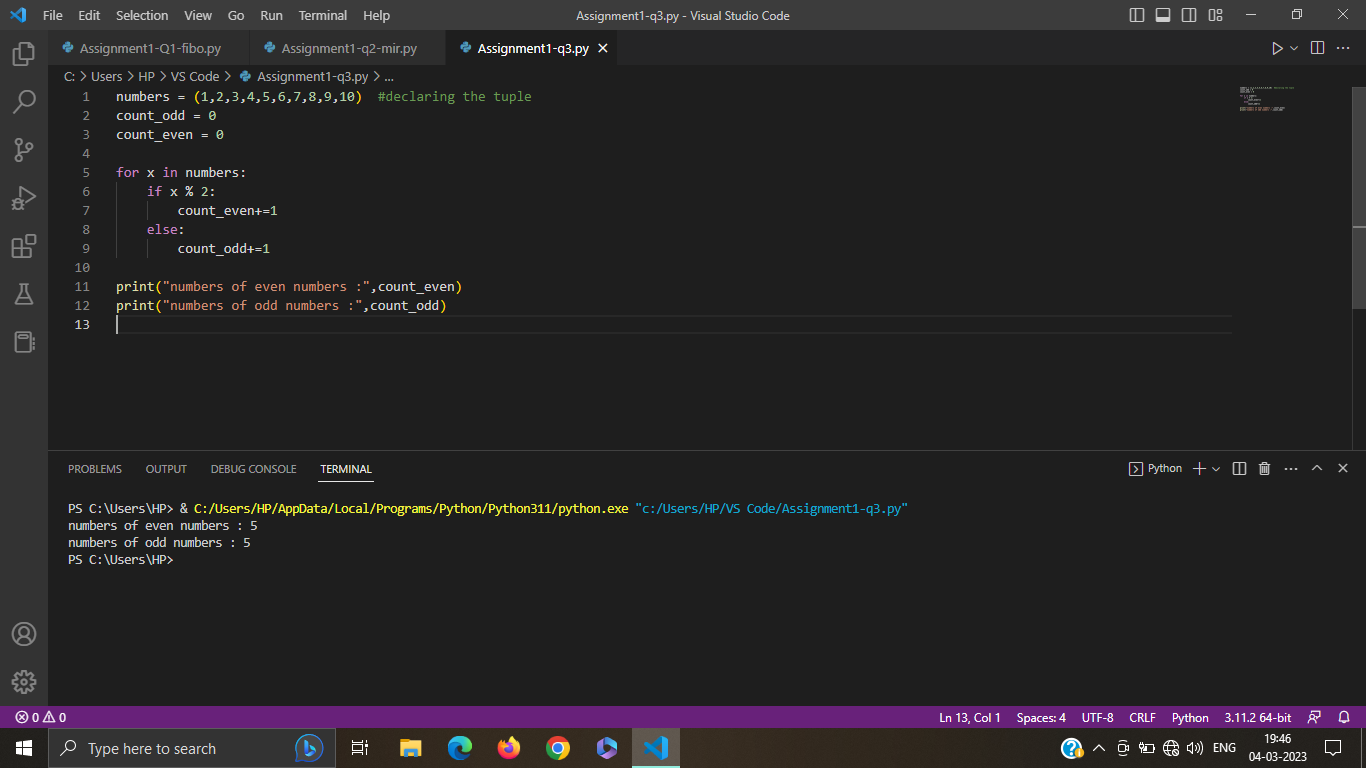 File Edit Selection View Go Run Terminal Help Assignment1-q3.py - Visual Studio Code
Assignment1-Q1-fibo.py Assignment1-q2-mir.py Assignment1-q3.py
C: > Users > HP > VS Code > Assignment1-q3.py > ...
1 numbers = (1,2,3,4,5,6,7,8,9,10)  #declaring the tuple
2 count_odd = 0
3 count_even = 0
4
5 for x in numbers:
6     if x % 2:
7         count_even+=1
8     else:
9         count_odd+=1
10
11 print("numbers of even numbers :",count_even)
12 print("numbers of odd numbers :",count_odd)
13
PROBLEMS OUTPUT DEBUG CONSOLE TERMINAL Python
PS C:\Users\HP> & C:/Users/HP/AppData/Local/Programs/Python/Python311/python.exe "c:/Users/HP/VS Code/Assignment1-q3.py"
numbers of even numbers : 5
numbers of odd numbers : 5
PS C:\Users\HP>
0 0 Ln 13, Col 1 Spaces: 4 UTF-8 CRLF Python 3.11.2 64-bit
Type here to search ENG 19:46
04-03-2023